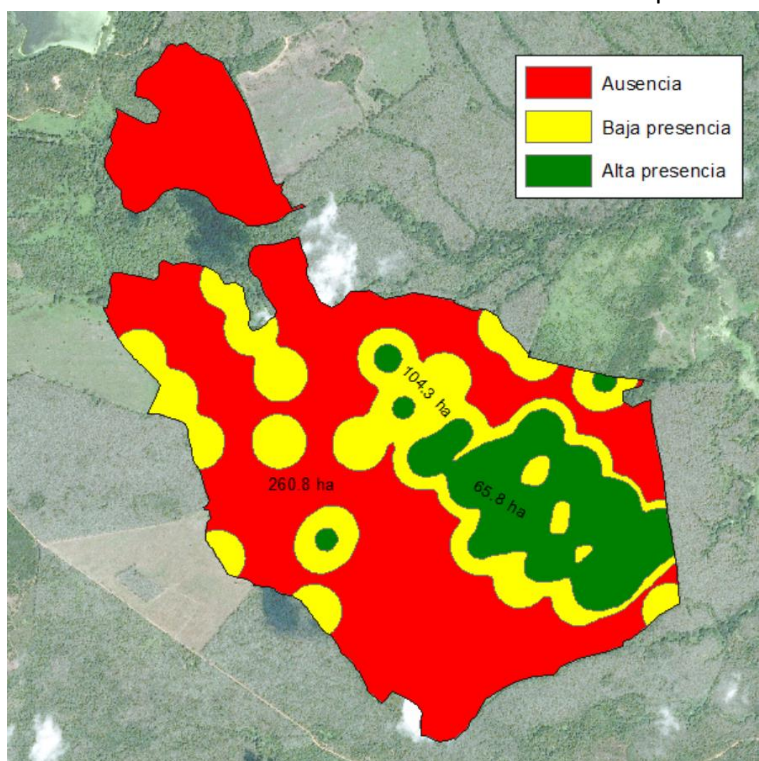 Ausencia
Baja presencia
Alta presencia
104.3 ha
65.8 ha
260.8 ha